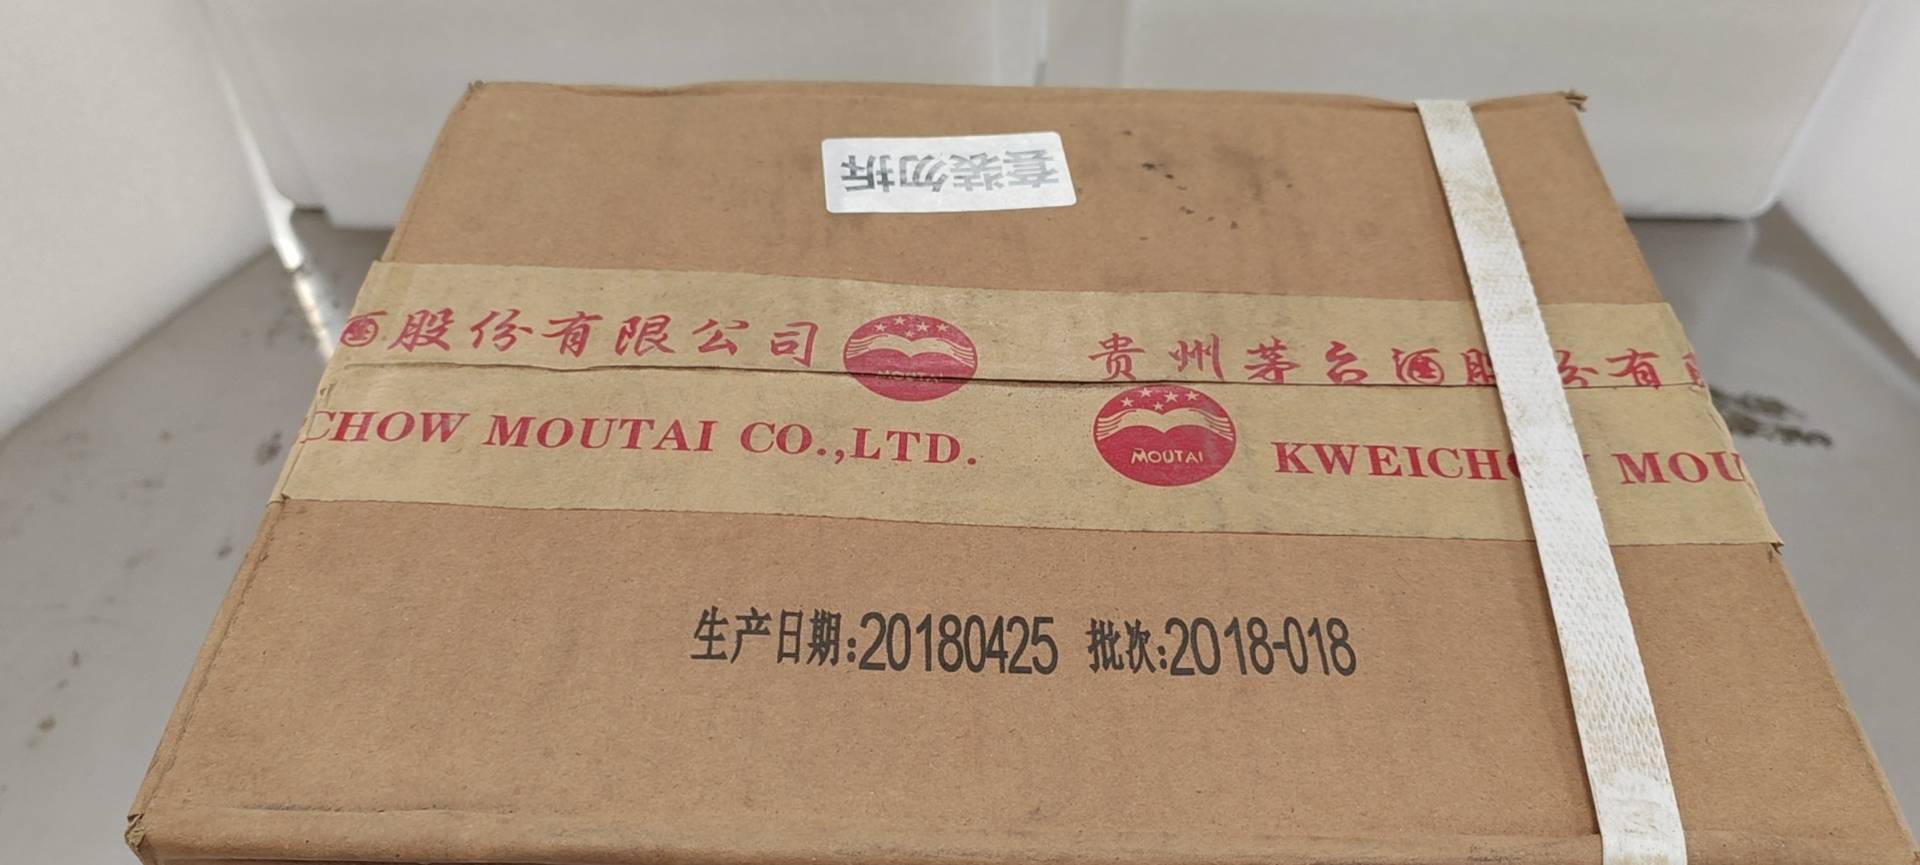 套装勿拆
酒股份有限公司 MOUTAI 贵州茅台酒股份有
CHOW MOUTAI CO.,LTD. MOUTAI KWEICHOW MOU
生产日期:20180425 批次:2018-018